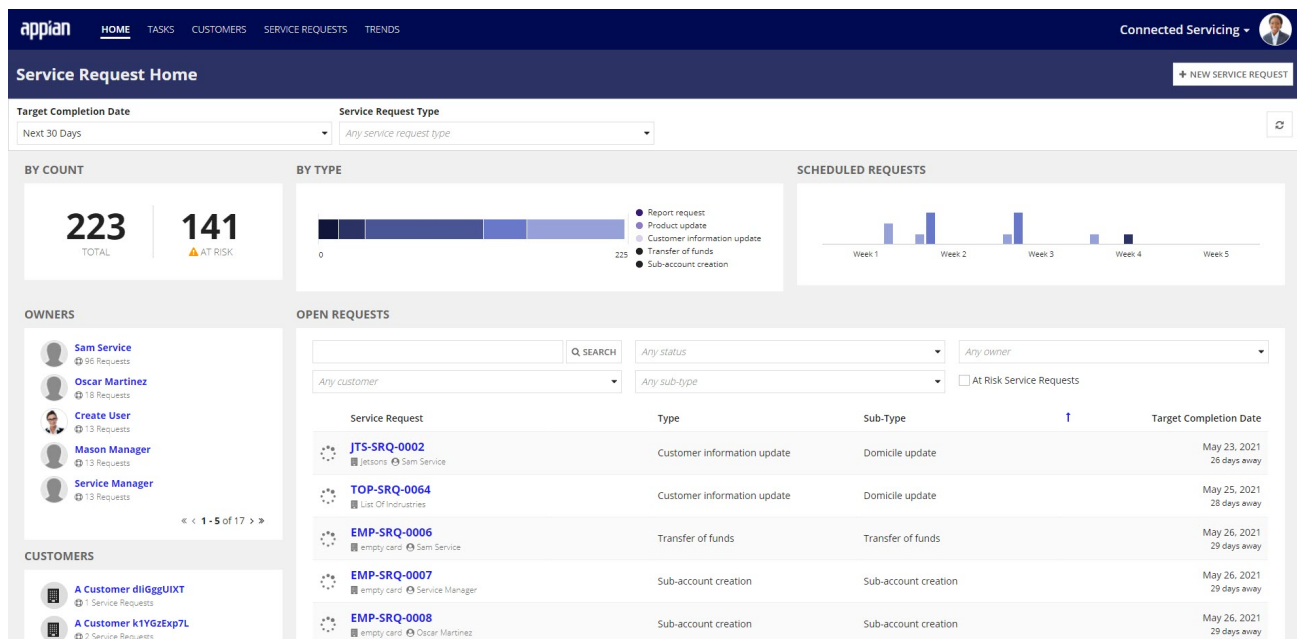 appian HOME TASKS CUSTOMERS SERVICE REQUESTS TRENDS Connected Servicing
Service Request Home + NEW SERVICE REQUEST
Target Completion Date Service Request Type
Next 30 Days Any service request type
BY COUNT BY TYPE SCHEDULED REQUESTS
223 141
TOTAL AT RISK
Report request
Product update
Customer information update
Transfer of funds
Sub-account creation
0 225
Week 1 Week 2 Week 3 Week 4 Week 5
OWNERS
Sam Service
96 Requests
Oscar Martinez
18 Requests
Create User
13 Requests
Mason Manager
13 Requests
Service Manager
13 Requests
« < 1 - 5 of 17 > »
CUSTOMERS
A Customer dIiGggUIXT
1 Service Requests
A Customer k1YGzExp7L
2 Service Requests
OPEN REQUESTS
SEARCH Any status Any owner
Any customer Any sub-type At Risk Service Requests
Service Request Type Sub-Type ↑ Target Completion Date
JTS-SRQ-0002 Customer information update Domicile update May 23, 2021
Jetsons Sam Service 26 days away
TOP-SRQ-0064 Customer information update Domicile update May 25, 2021
List Of Indrustries 28 days away
EMP-SRQ-0006 Transfer of funds Transfer of funds May 26, 2021
empty card Sam Service 29 days away
EMP-SRQ-0007 Sub-account creation Sub-account creation May 26, 2021
empty card Service Manager 29 days away
EMP-SRQ-0008 Sub-account creation Sub-account creation May 26, 2021
empty card Oscar Martinez 29 days away